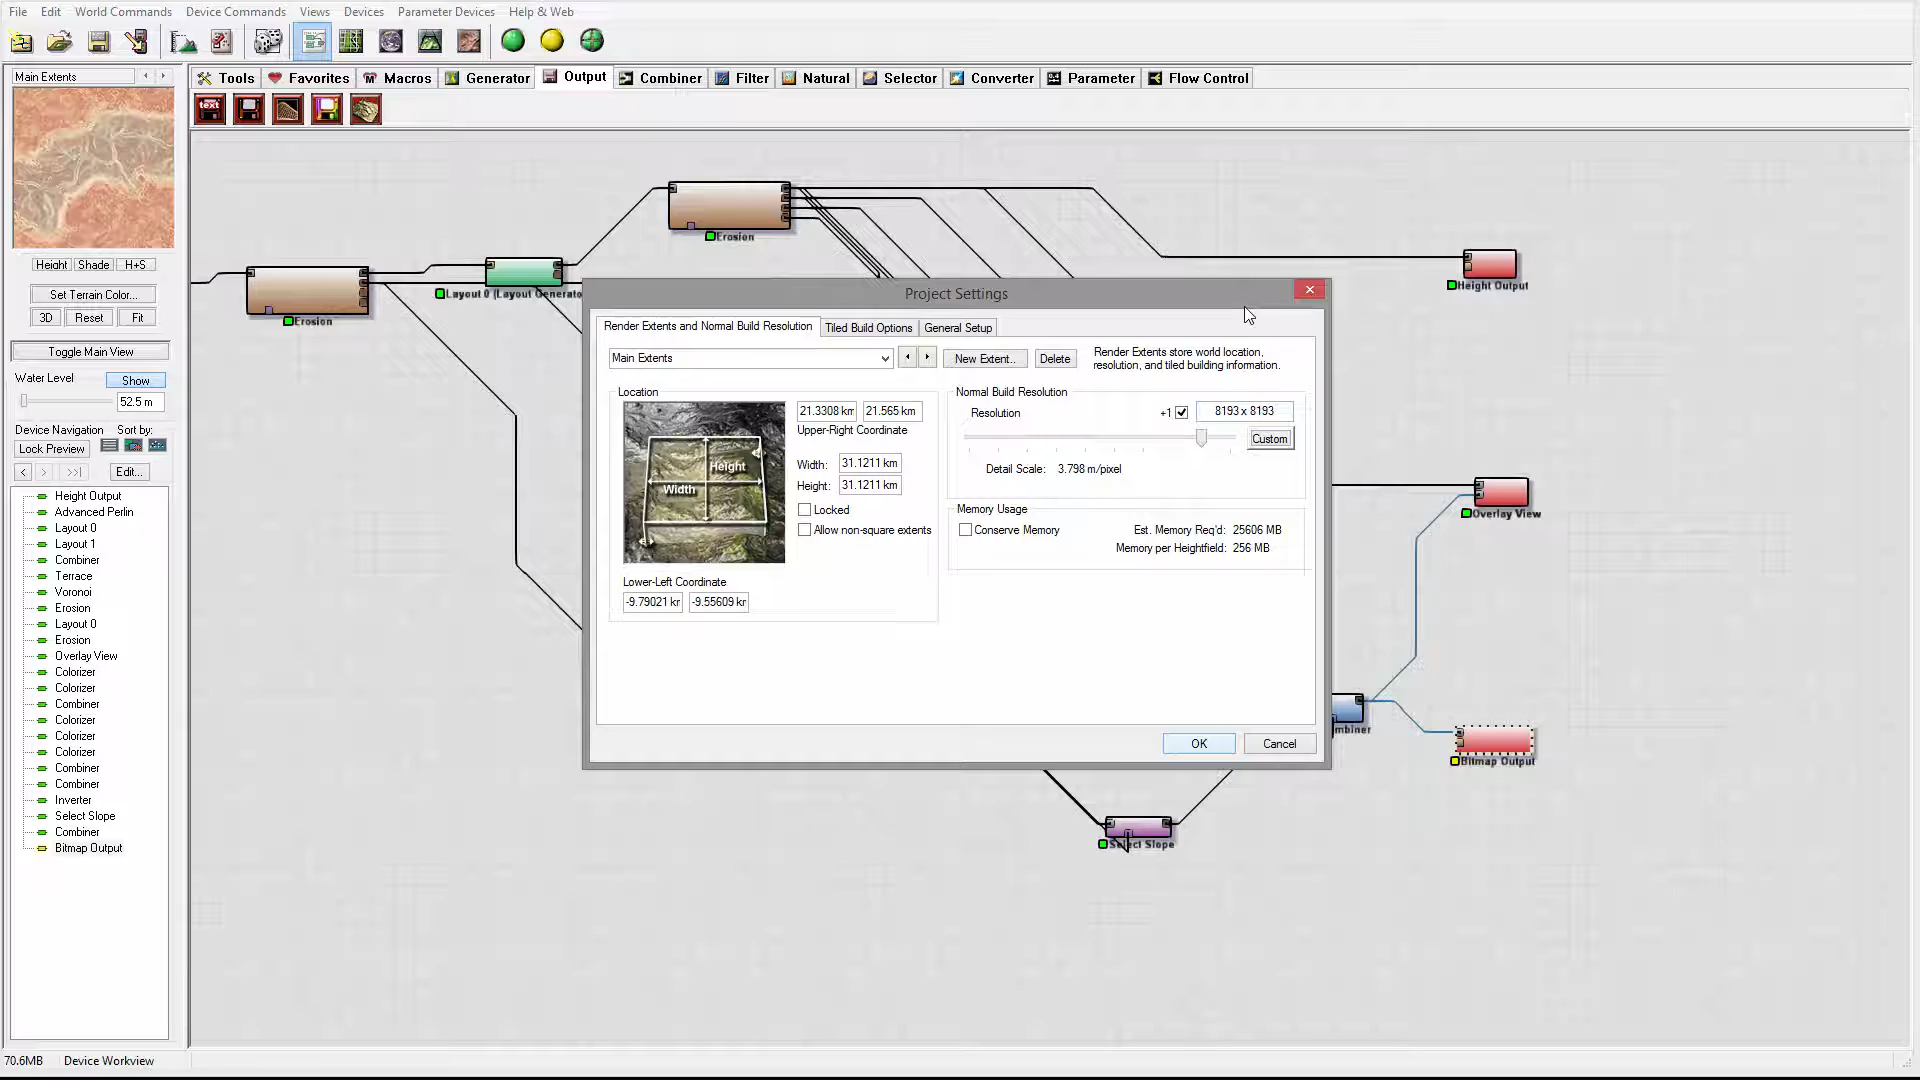 File Edit World Commands Device Commands Views Devices Parameter Devices Help & Web
Main Extents
Tools Favorites Macros Generator Output Combiner Filter Natural Selector Converter Parameter Flow Control
text
Height Shade H+S
Set Terrain Color...
3D Reset Fit
Toggle Main View
Water Level Show
52.5 m
Device Navigation Sort by:
Lock Preview
< > >>| Edit...
Height Output
Advanced Perlin
Layout 0
Layout 1
Combiner
Terrace
Voronoi
Erosion
Layout 0
Erosion
Overlay View
Colorizer
Colorizer
Combiner
Colorizer
Colorizer
Colorizer
Combiner
Combiner
Inverter
Select Slope
Combiner
Bitmap Output
70.6MB Device Workview
Erosion
Erosion
Layout 0 (Layout Generato
Height Output
Overlay View
mbiner
Bitmap Output
Select Slope
Project Settings
Render Extents and Normal Build Resolution Tiled Build Options General Setup
Main Extents
New Extent.. Delete
Render Extents store world location,
resolution, and tiled building information.
Location
Height
Width
21.3308 km 21.565 km
Upper-Right Coordinate
Width: 31.1211 km
Height: 31.1211 km
Locked
Allow non-square extents
Lower-Left Coordinate
-9.79021 kr -9.55609 kr
Normal Build Resolution
Resolution +1 8193 x 8193
Custom
Detail Scale: 3.798 m/pixel
Memory Usage
Conserve Memory Est. Memory Req'd: 25606 MB
Memory per Heightfield: 256 MB
OK Cancel